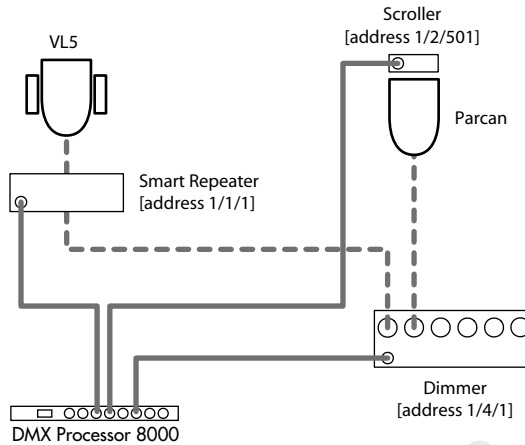 Scroller
[address 1/2/501]
VL5
Parcan
Smart Repeater
[address 1/1/1]
Dimmer
[address 1/4/1]
DMX Processor 8000